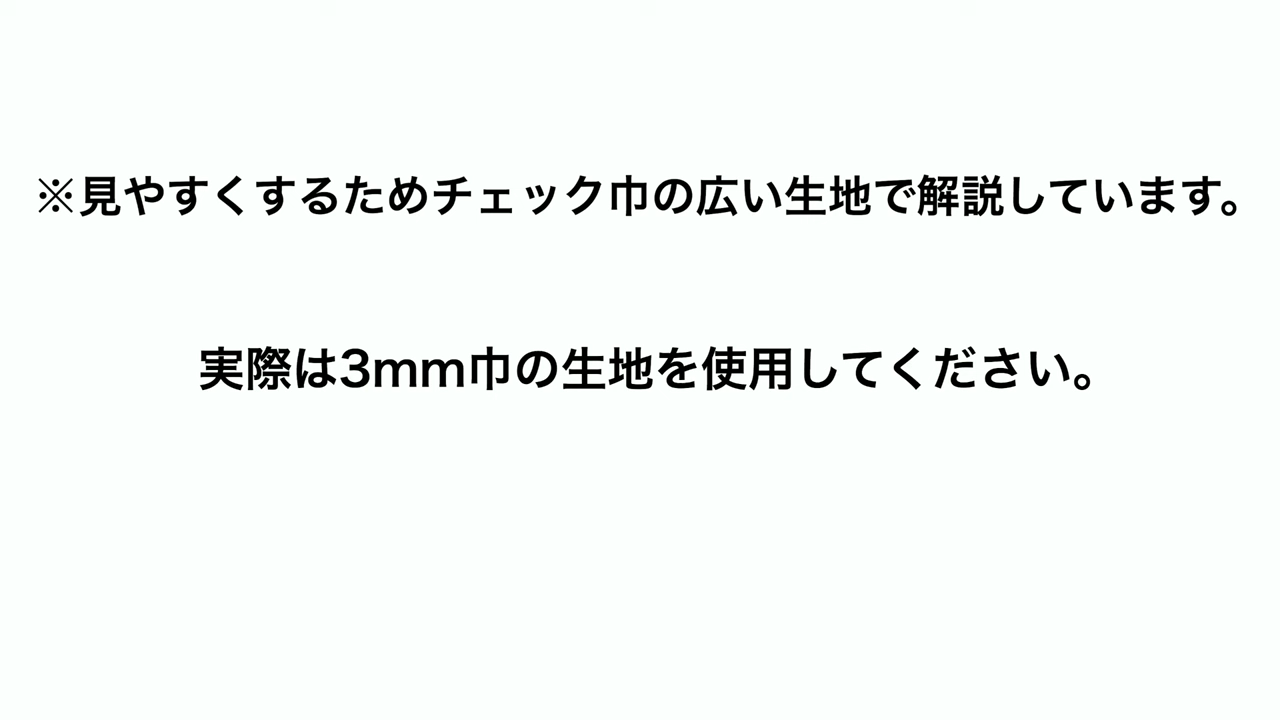 ※見やすくするためチェック巾の広い生地で解説しています。
実際は3mm巾の生地を使用してください。